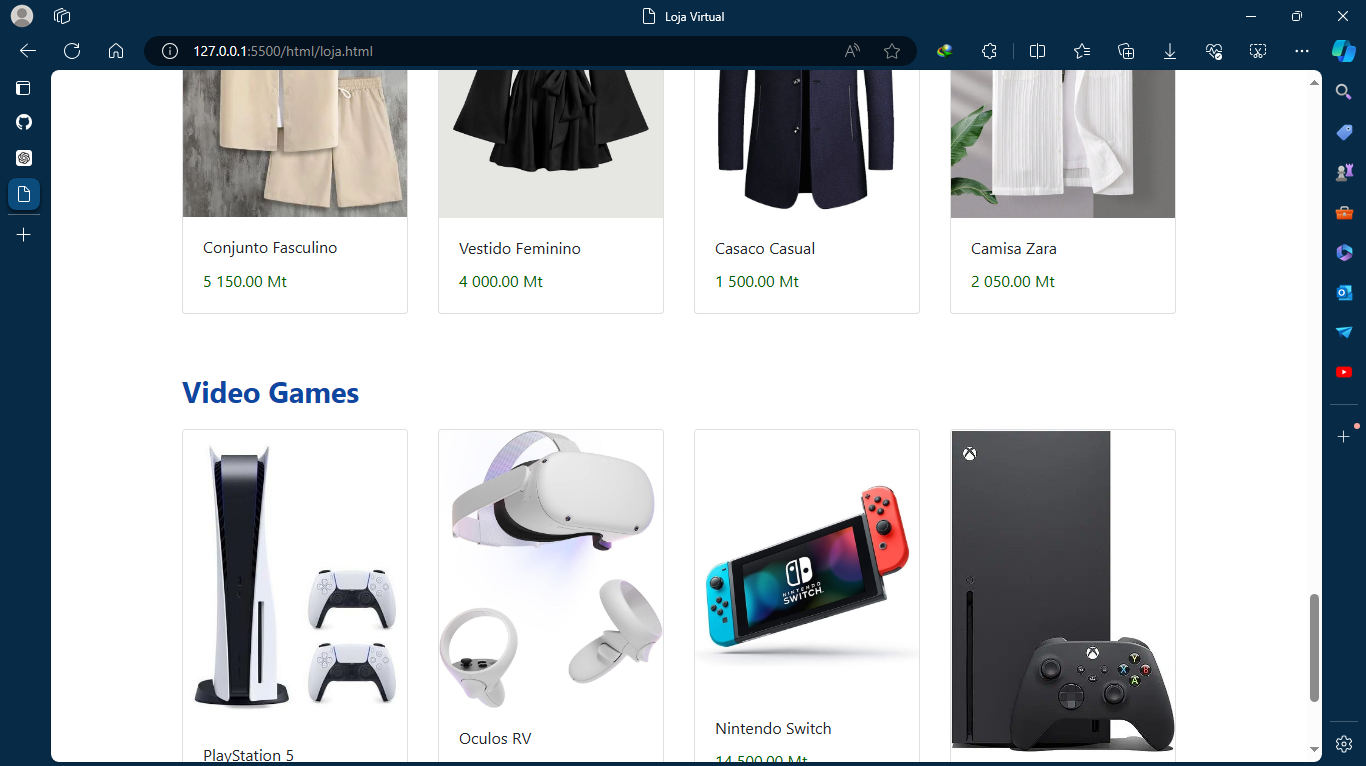 Loja Virtual
127.0.0.1:5500/html/loja.html
Conjunto Fasculino
5 150.00 Mt
Vestido Feminino
4 000.00 Mt
Casaco Casual
1 500.00 Mt
Camisa Zara
2 050.00 Mt
Video Games
NINTENDO
SWITCH.
Y
X
B
A
PlayStation 5
Oculos RV
Nintendo Switch
14 500.00 Mt